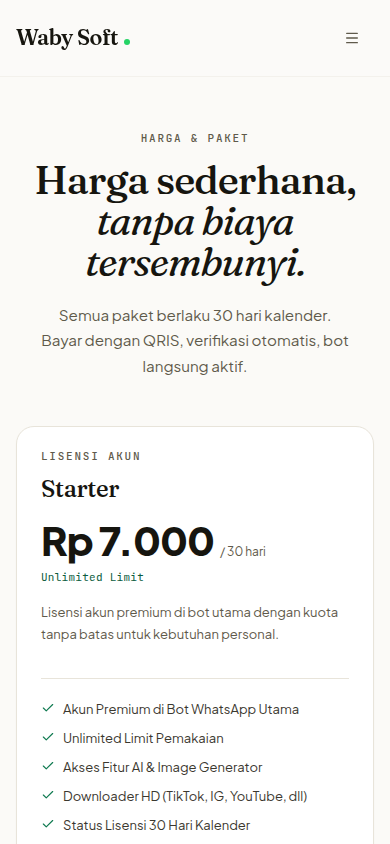 Waby Soft
HARGA & PAKET
Harga sederhana,
tanpa biaya
tersembunyi.
Semua paket berlaku 30 hari kalender.
Bayar dengan QRIS, verifikasi otomatis, bot
langsung aktif.
LISENSI AKUN
Starter
Rp 7.000 / 30 hari
Unlimited Limit
Lisensi akun premium di bot utama dengan kuota
tanpa batas untuk kebutuhan personal.
Akun Premium di Bot WhatsApp Utama
Unlimited Limit Pemakaian
Akses Fitur AI & Image Generator
Downloader HD (TikTok, IG, YouTube, dll)
Status Lisensi 30 Hari Kalender